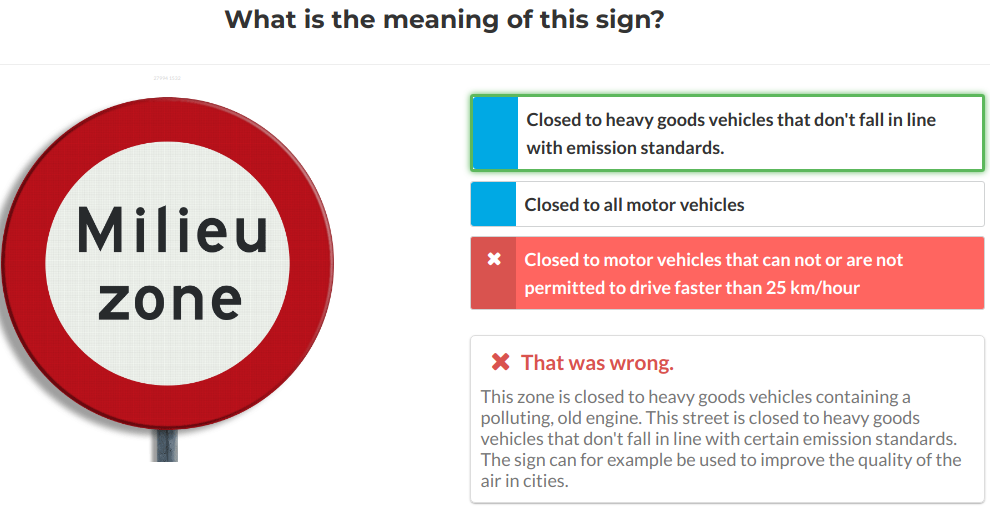 What is the meaning of this sign?
Milieu
zone
Closed to heavy goods vehicles that don't fall in line
with emission standards.
Closed to all motor vehicles
Closed to motor vehicles that can not or are not
permitted to drive faster than 25 km/hour
That was wrong.
This zone is closed to heavy goods vehicles containing a
polluting, old engine. This street is closed to heavy goods
vehicles that don't fall in line with certain emission standards.
The sign can for example be used to improve the quality of the
air in cities.